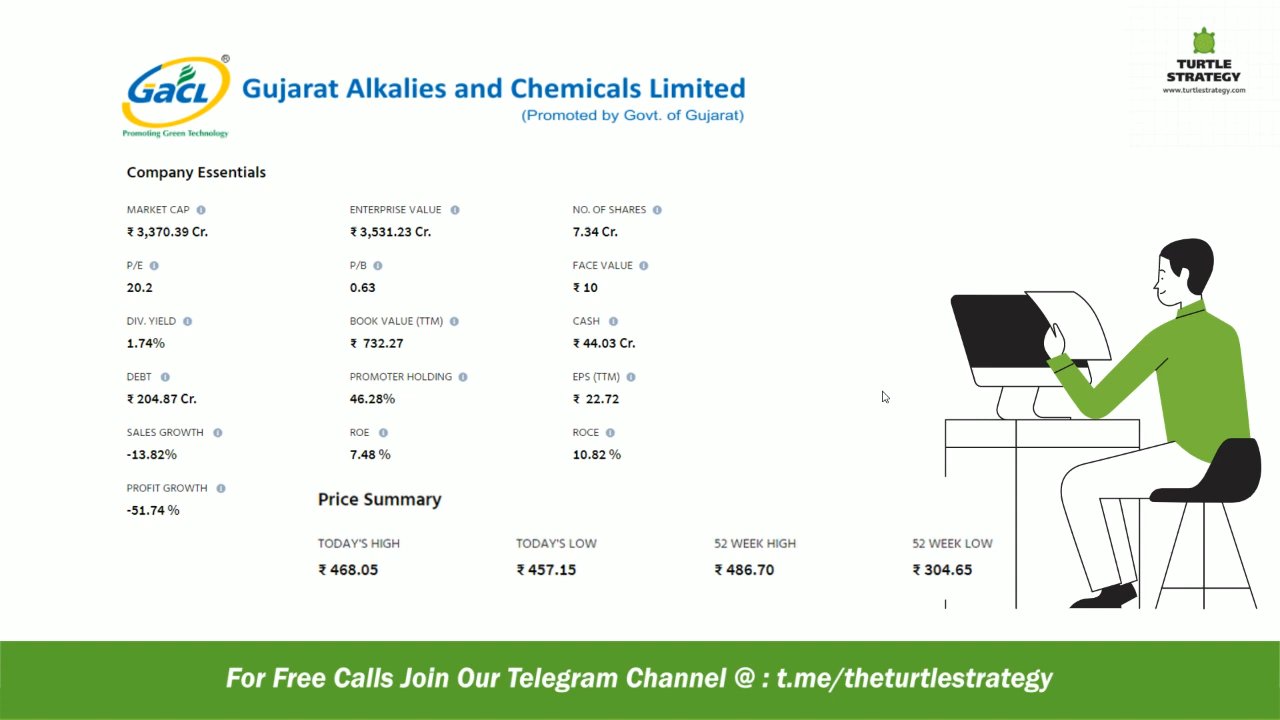 GACL
®
Promoting Green Technology
Gujarat Alkalies and Chemicals Limited
(Promoted by Govt. of Gujarat)
TURTLE
STRATEGY
www.turtlestrategy.com
Company Essentials
MARKET CAP ENTERPRISE VALUE NO. OF SHARES
₹ 3,370.39 Cr. ₹ 3,531.23 Cr. 7.34 Cr.
P/E P/B FACE VALUE
20.2 0.63 ₹ 10
DIV. YIELD BOOK VALUE (TTM) CASH
1.74% ₹ 732.27 ₹ 44.03 Cr.
DEBT PROMOTER HOLDING EPS (TTM)
₹ 204.87 Cr. 46.28% ₹ 22.72
SALES GROWTH ROE ROCE
-13.82% 7.48 % 10.82 %
PROFIT GROWTH
-51.74 %
Price Summary
TODAY'S HIGH TODAY'S LOW 52 WEEK HIGH 52 WEEK LOW
₹ 468.05 ₹ 457.15 ₹ 486.70 ₹ 304.65
For Free Calls Join Our Telegram Channel @ : t.me/theturtlestrategy